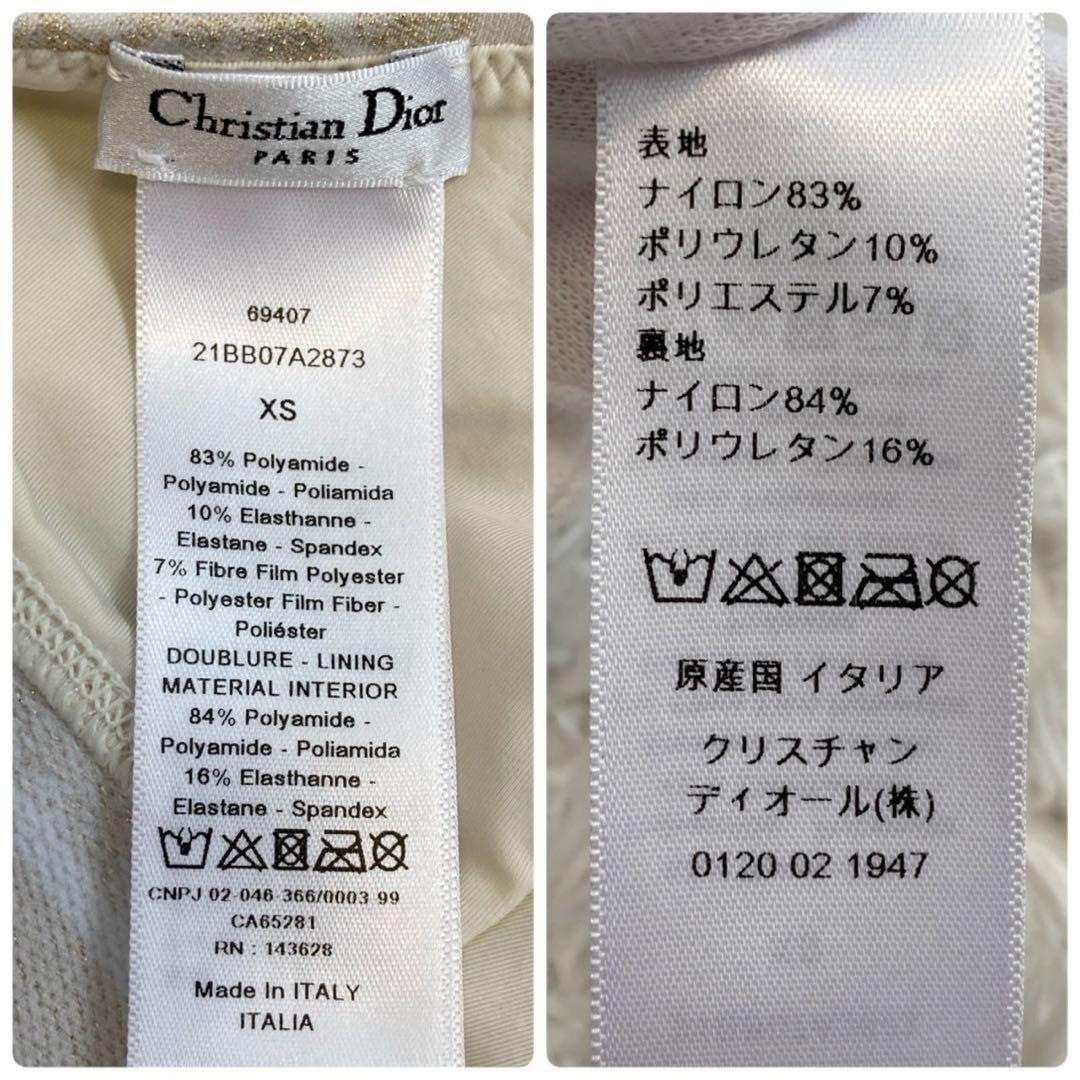 Christian Dior
PARIS
69407
21BB07A2873
XS
83% Polyamide -
Polyamide - Poliamida
10% Elasthanne -
Elastane - Spandex
7% Fibre Film Polyester
- Polyester Film Fiber -
Poliéster
DOUBLURE - LINING
MATERIAL INTERIOR
84% Polyamide -
Polyamide - Poliamida
16% Elasthanne -
Elastane - Spandex
CNPJ 02-046-366/0003-99
CA65281
RN : 143628
Made In ITALY
ITALIA
表地
ナイロン83%
ポリウレタン10%
ポリエステル7%
裏地
ナイロン84%
ポリウレタン16%
原産国 イタリア
クリスチャン
ディオール(株)
0120 02 1947